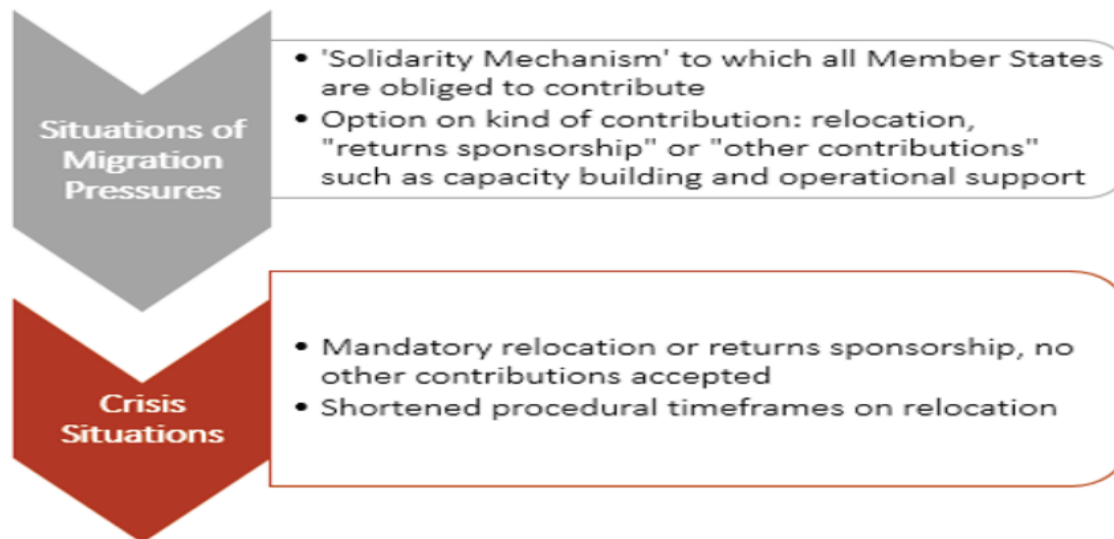 Situations of
Migration
Pressures
• 'Solidarity Mechanism' to which all Member States
are obliged to contribute
• Option on kind of contribution: relocation,
"returns sponsorship" or "other contributions"
such as capacity building and operational support
Crisis
Situations
• Mandatory relocation or returns sponsorship, no
other contributions accepted
• Shortened procedural timeframes on relocation